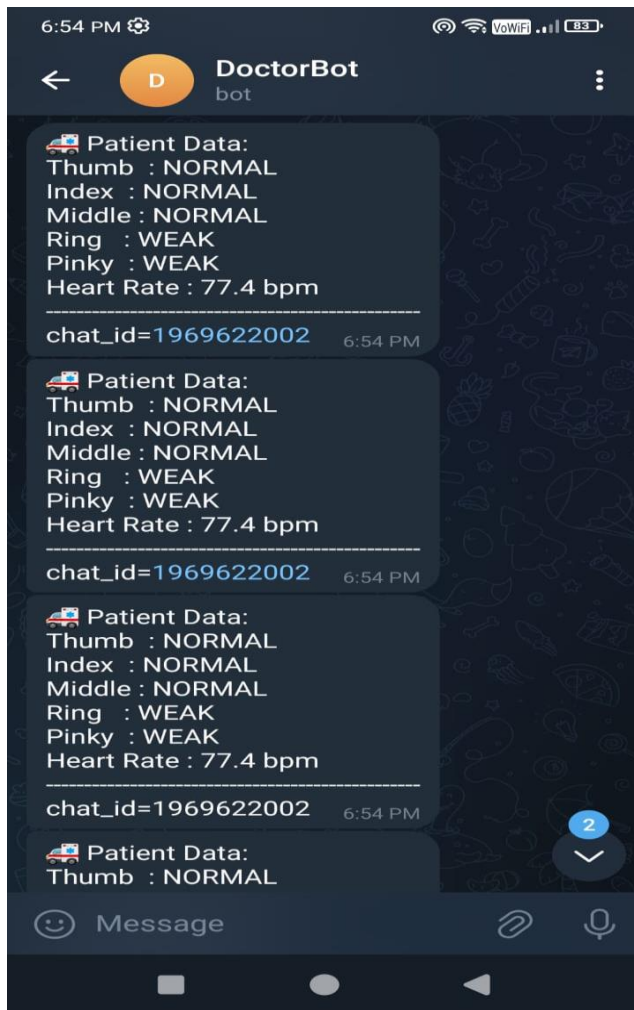 6:54 PM VoWiFi 83
D
DoctorBot
bot
🚑 Patient Data:
Thumb : NORMAL
Index : NORMAL
Middle : NORMAL
Ring : WEAK
Pinky : WEAK
Heart Rate : 77.4 bpm
--------------------------------------------------
chat_id=1969622002 6:54 PM
🚑 Patient Data:
Thumb : NORMAL
Index : NORMAL
Middle : NORMAL
Ring : WEAK
Pinky : WEAK
Heart Rate : 77.4 bpm
--------------------------------------------------
chat_id=1969622002 6:54 PM
🚑 Patient Data:
Thumb : NORMAL
Index : NORMAL
Middle : NORMAL
Ring : WEAK
Pinky : WEAK
Heart Rate : 77.4 bpm
--------------------------------------------------
chat_id=1969622002 6:54 PM
2
🚑 Patient Data:
Thumb : NORMAL
Message